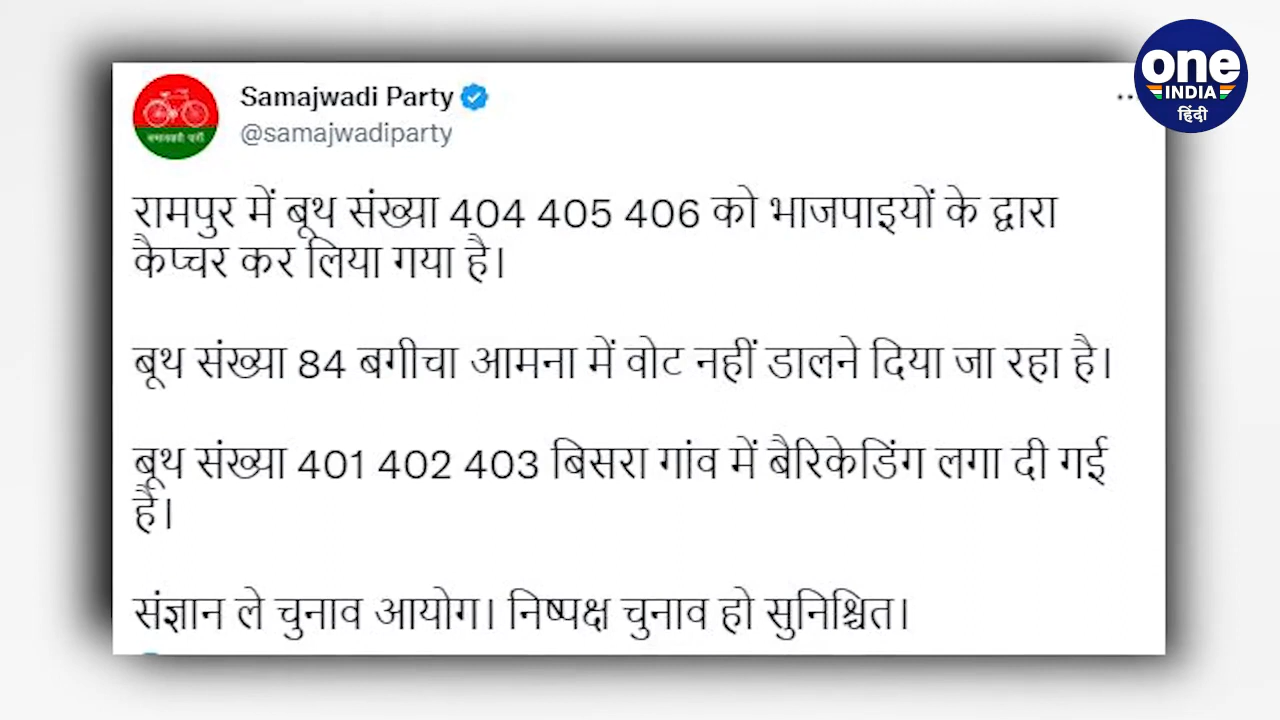 one
INDIA
हिंदी
Samajwadi Party
@samajwadiparty
रामपुर में बूथ संख्या 404 405 406 को भाजपाइयों के द्वारा
कैप्चर कर लिया गया है।
बूथ संख्या 84 बगीचा आमना में वोट नहीं डालने दिया जा रहा है।
बूथ संख्या 401 402 403 बिसरा गांव में बैरिकेडिंग लगा दी गई
है।
संज्ञान ले चुनाव आयोग। निष्पक्ष चुनाव हो सुनिश्चित।